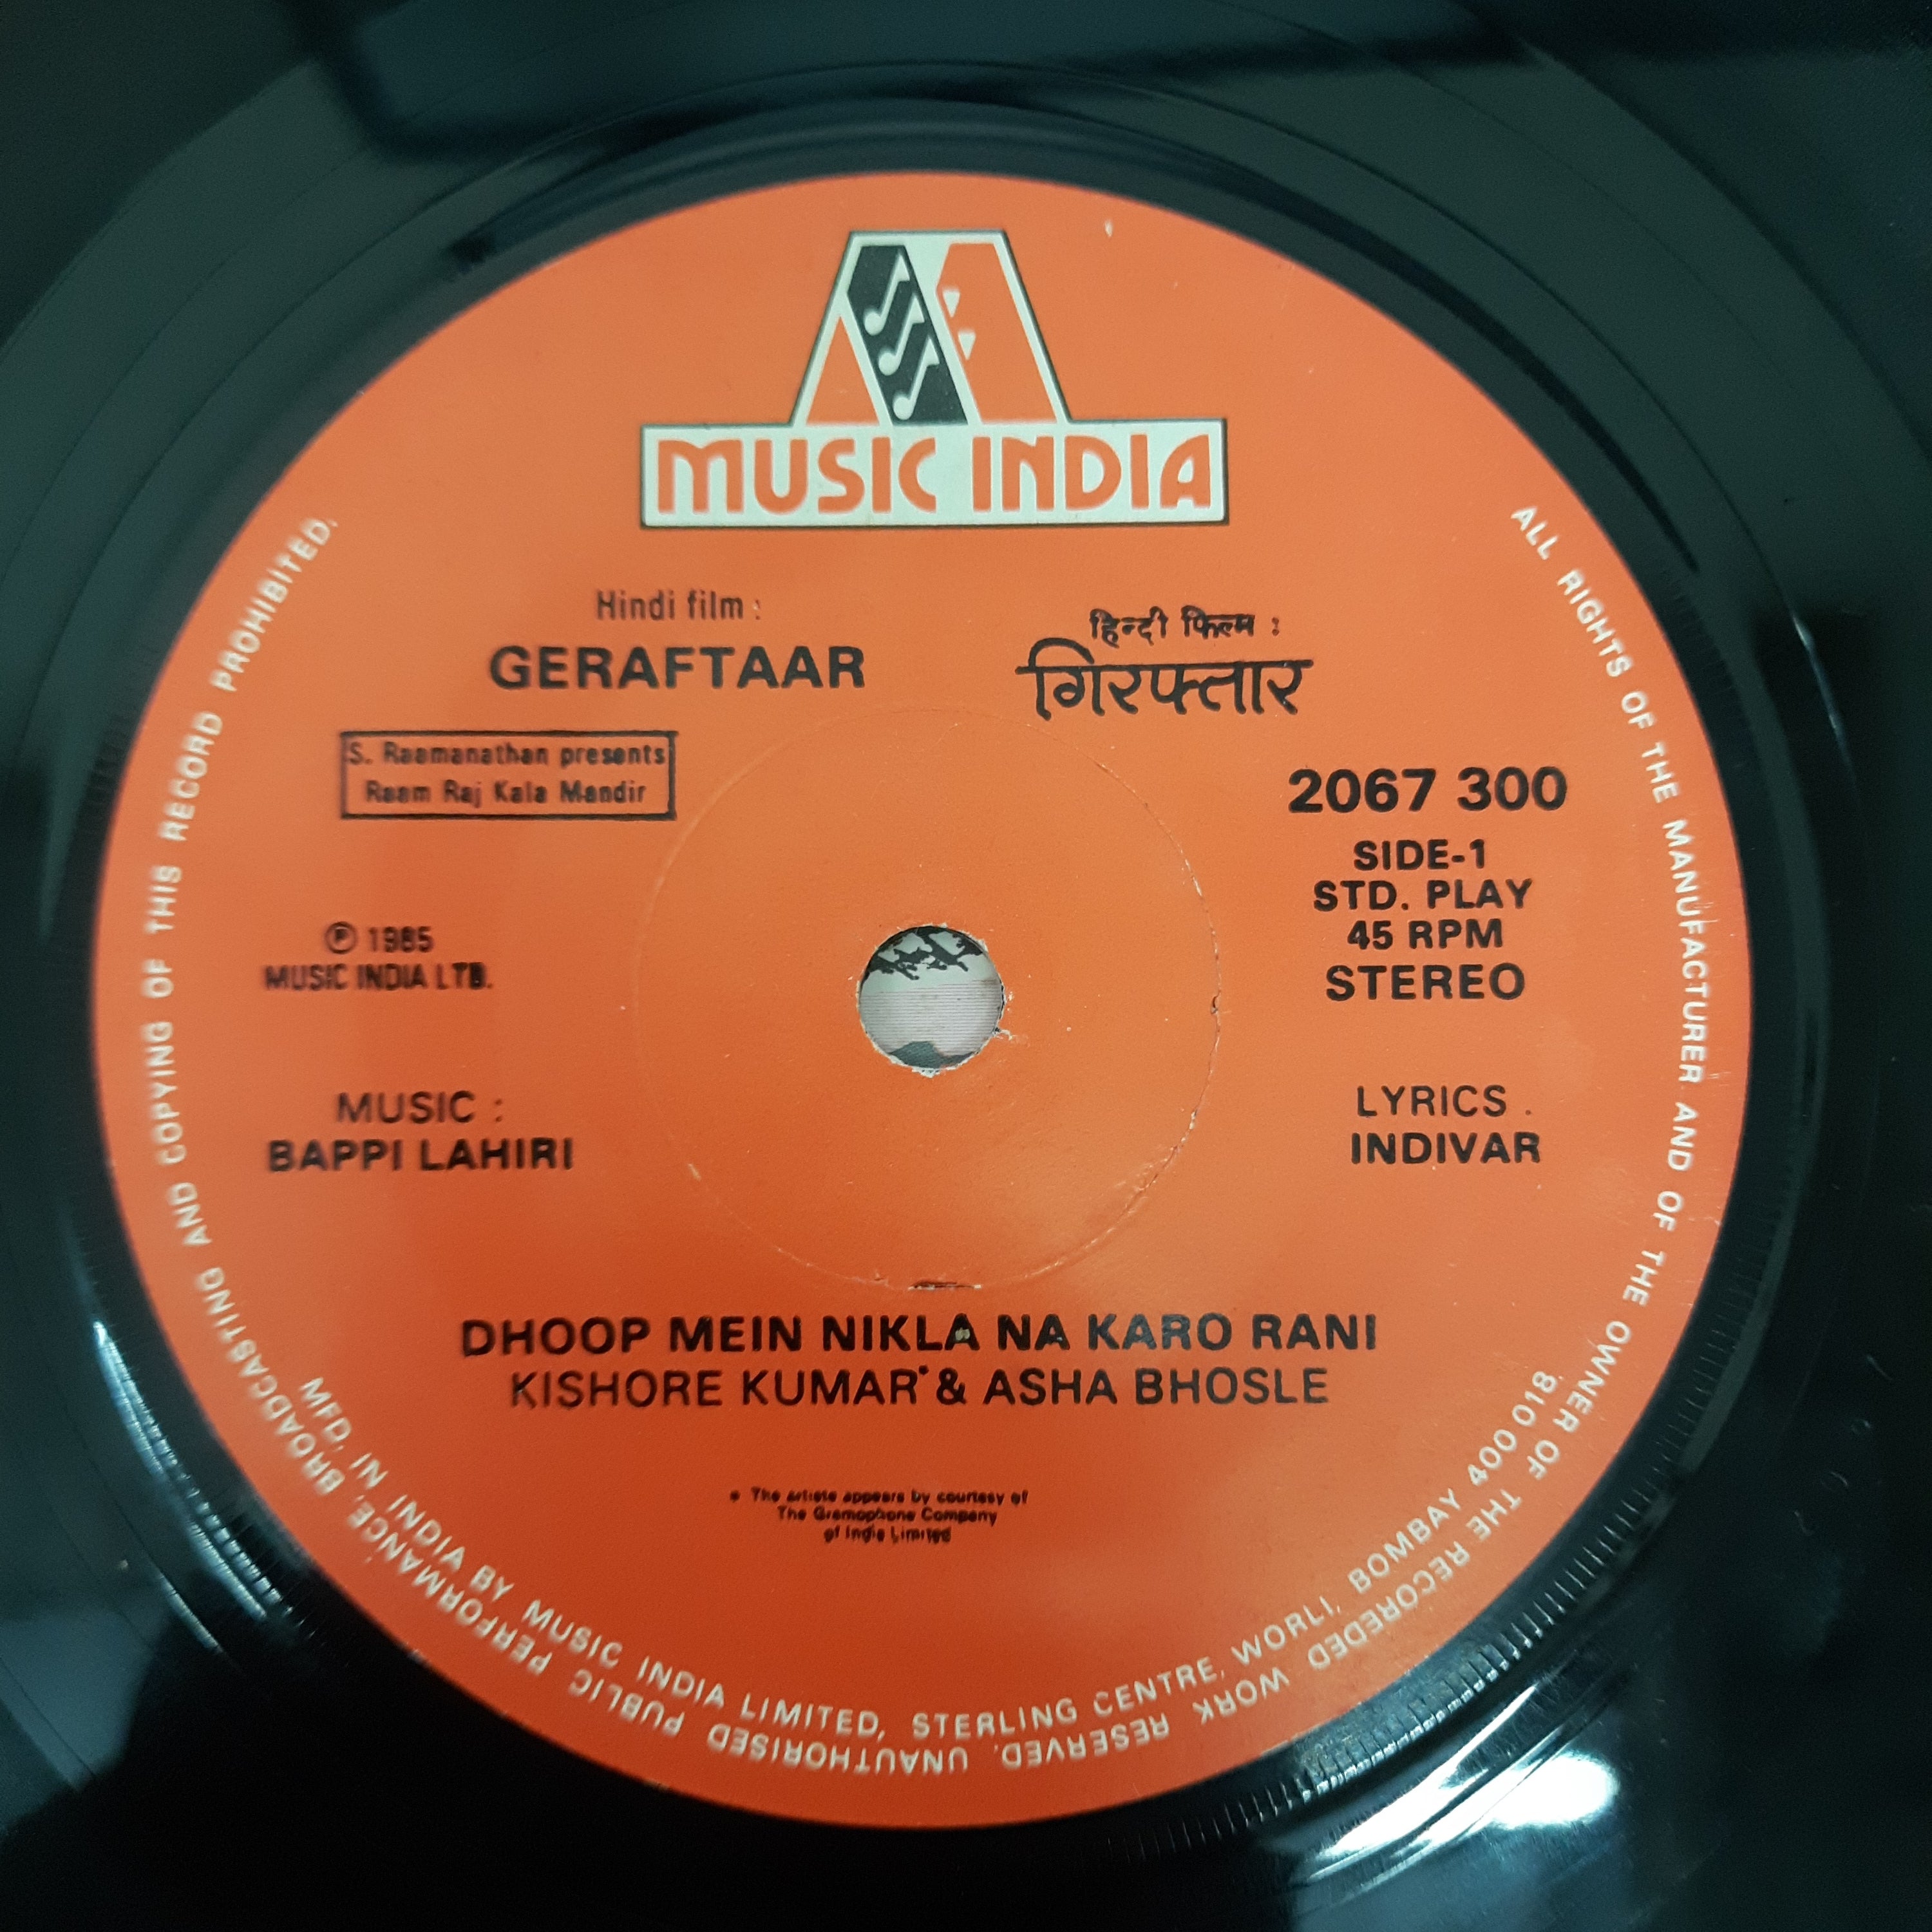 MUSIC INDIA
Hindi film :
GERAFTAAR
हिन्दी फिल्म :
गिरफ्तार
S. Raamanathan presents
Raam Raj Kala Mandir
2067 300
SIDE-1
STD. PLAY
45 RPM
STEREO
℗ 1985
MUSIC INDIA LTD.
MUSIC :
BAPPI LAHIRI
LYRICS :
INDIVAR
DHOOP MEIN NIKLA NA KARO RANI
KISHORE KUMAR* & ASHA BHOSLE
* The artiste appears by courtesy of
The Gramophone Company
of India Limited
ALL RIGHTS OF THE MANUFACTURER AND OF THE OWNER OF THE RECORDED WORK RESERVED. UNAUTHORISED PUBLIC PERFORMANCE, BROADCASTING AND COPYING OF THIS RECORD PROHIBITED.
MFD. IN INDIA BY MUSIC INDIA LIMITED, STERLING CENTRE, WORLI, BOMBAY 400 018.